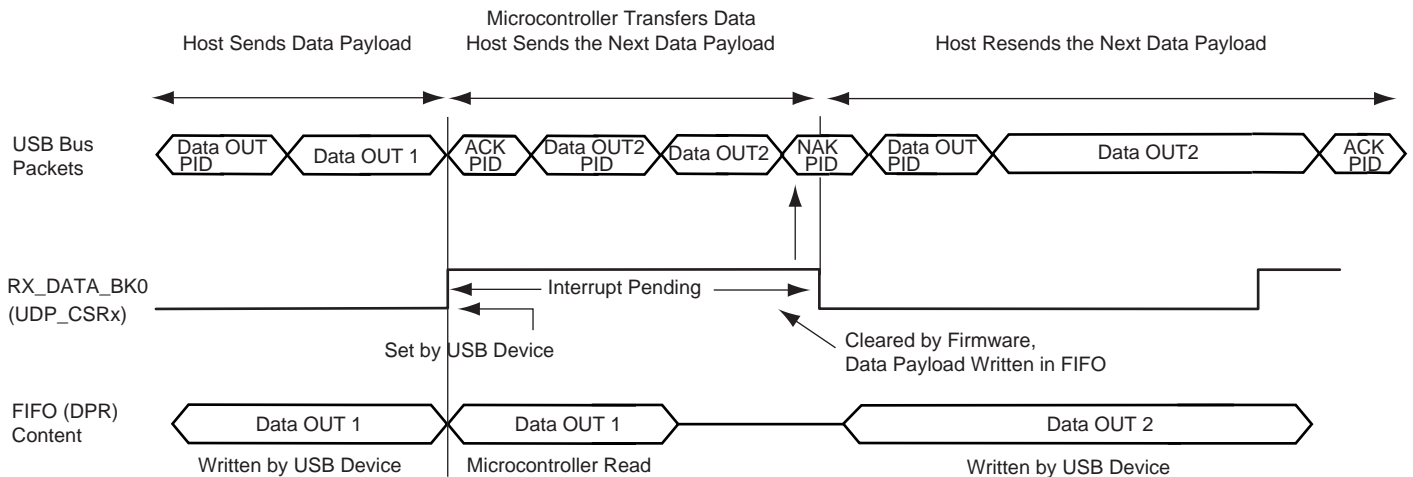 Host Sends Data Payload
Microcontroller Transfers Data
Host Sends the Next Data Payload
Host Resends the Next Data Payload
USB Bus
Packets
Data OUT
PID
Data OUT 1
ACK
PID
Data OUT2
PID
Data OUT2
NAK
PID
Data OUT
PID
Data OUT2
ACK
PID
RX_DATA_BK0
(UDP_CSRx)
Interrupt Pending
Set by USB Device
Cleared by Firmware,
Data Payload Written in FIFO
FIFO (DPR)
Content
Data OUT 1
Data OUT 1
Data OUT 2
Written by USB Device
Microcontroller Read
Written by USB Device